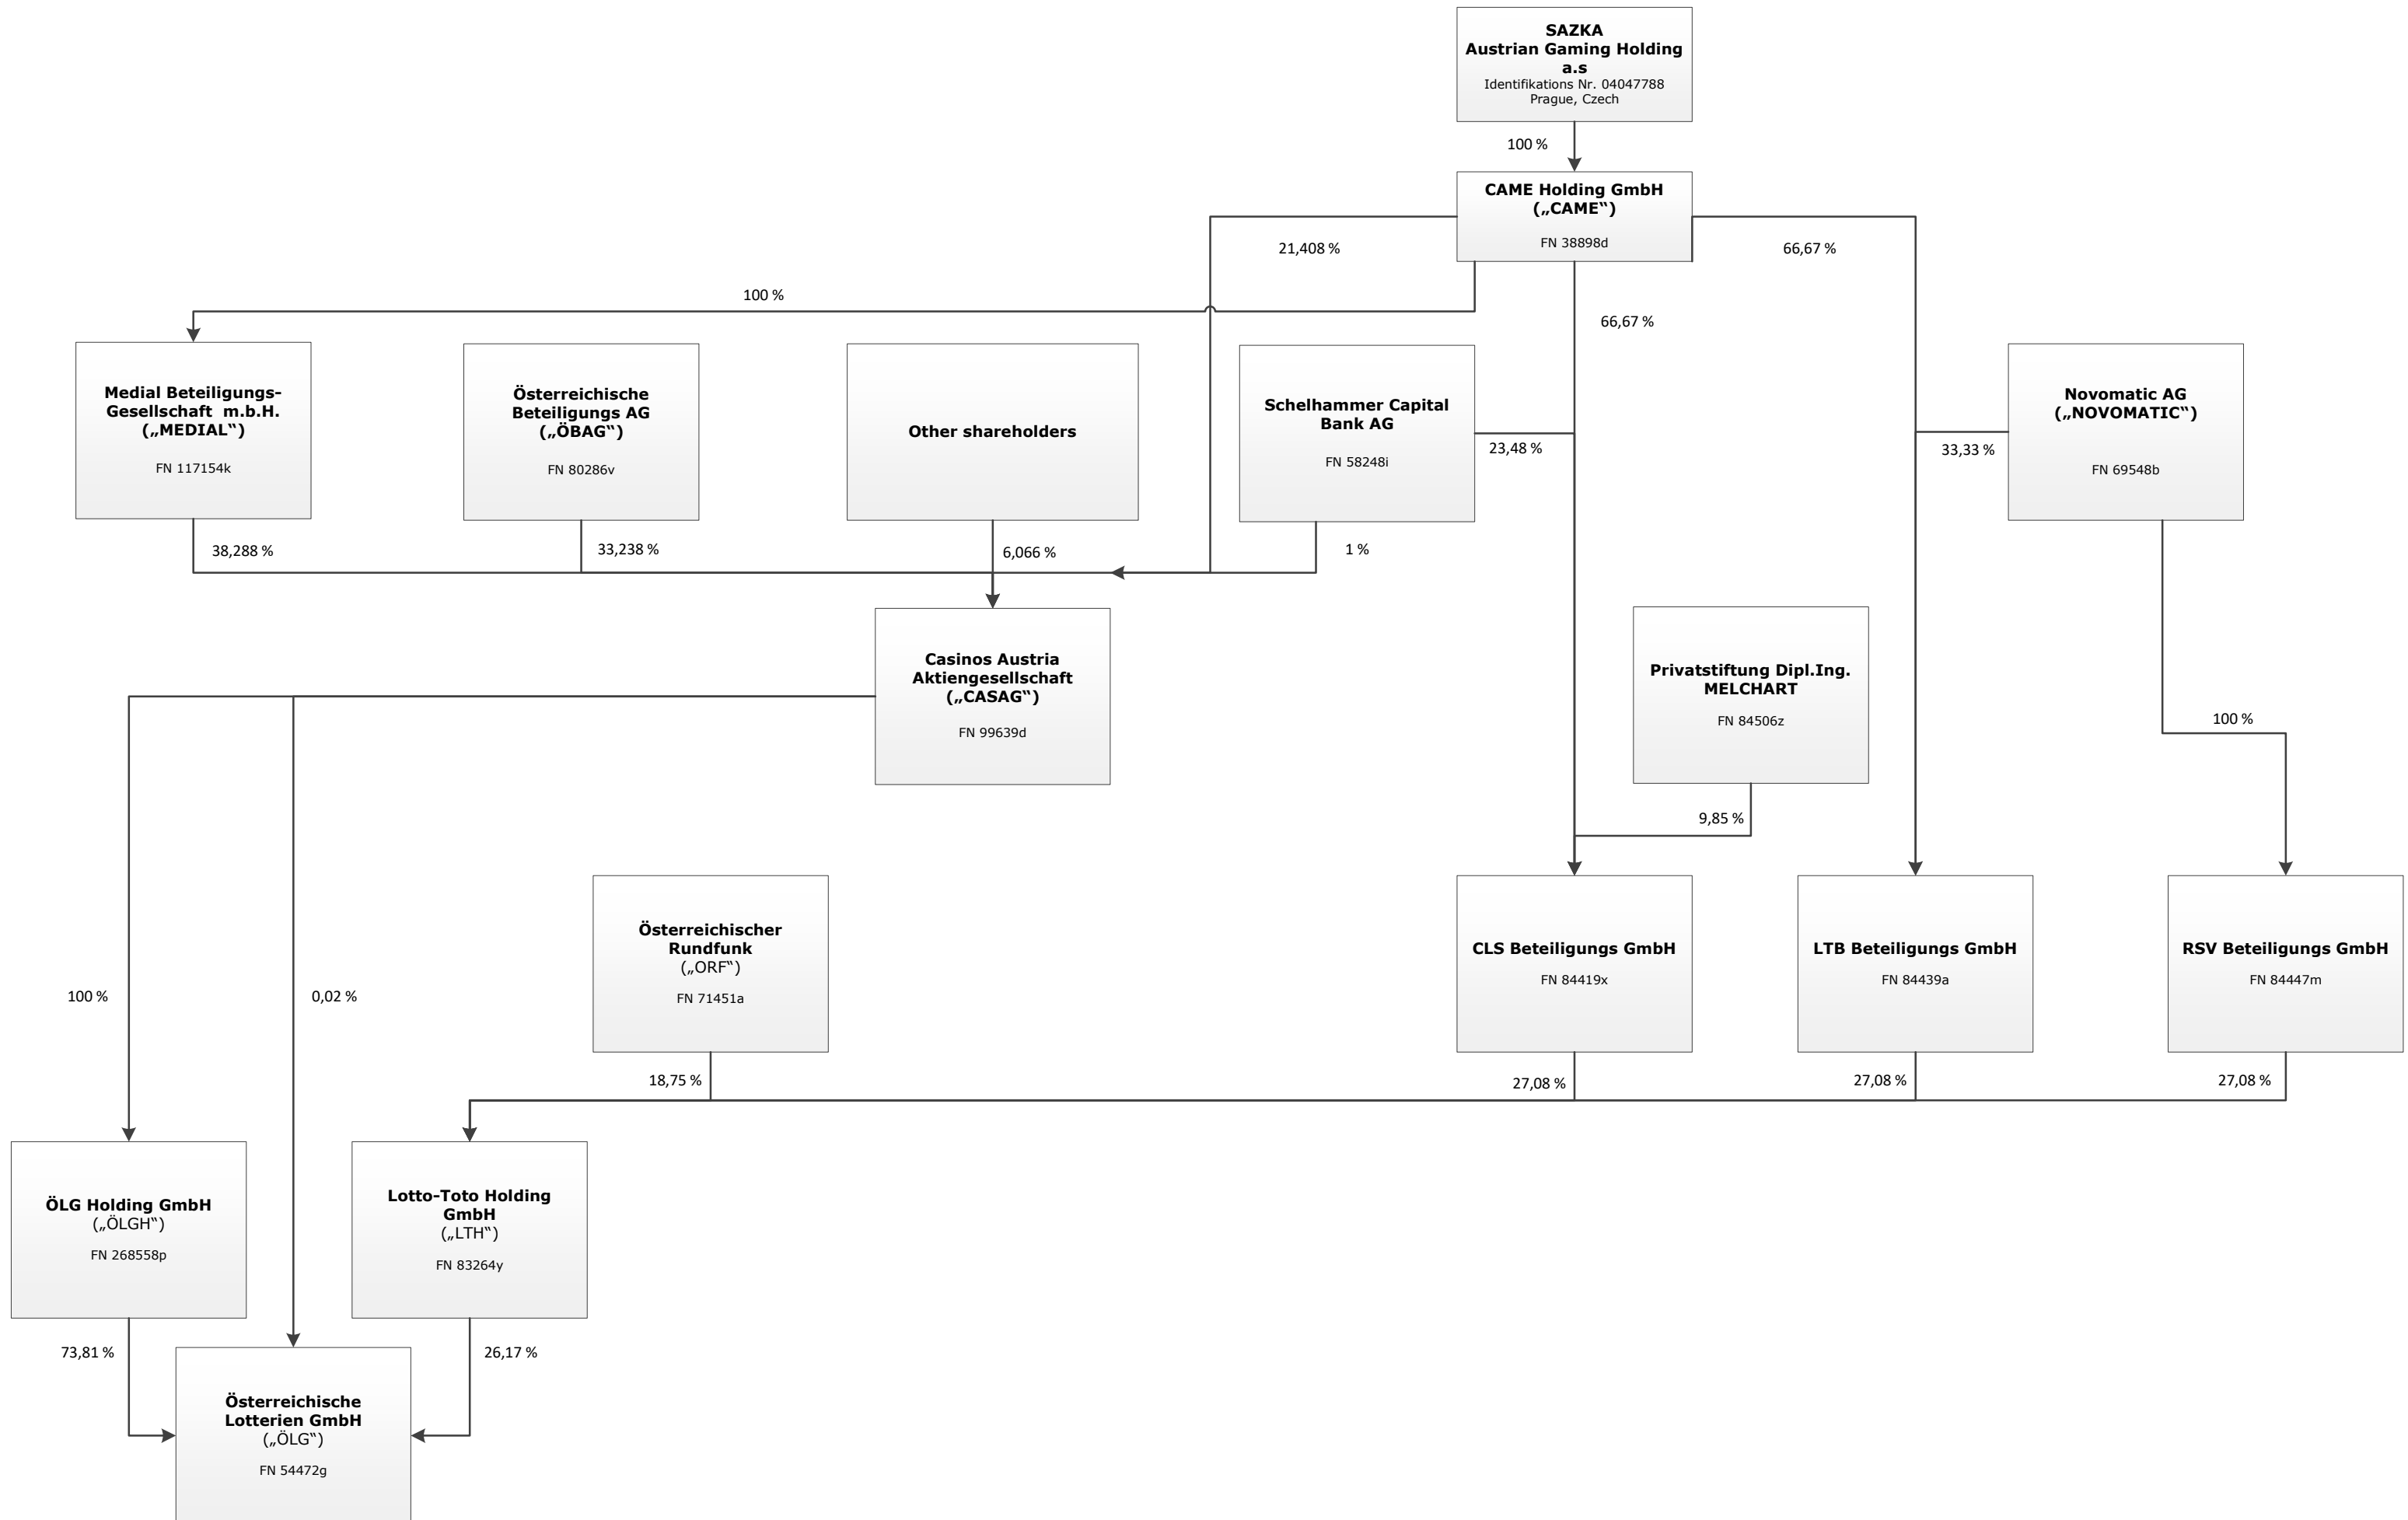 SAZKA
Austrian Gaming Holding
a.s
Identifikations Nr. 04047788
Prague, Czech
100 %
CAME Holding GmbH
(„CAME“)
FN 38898d
21,408 %
66,67 %
100 %
66,67 %
Medial Beteiligungs-
Gesellschaft m.b.H.
(„MEDIAL“)
FN 117154k
Österreichische
Beteiligungs AG
(„ÖBAG“)
FN 80286v
Other shareholders
Schelhammer Capital
Bank AG
FN 58248i
Novomatic AG
(„NOVOMATIC“)
FN 69548b
23,48 %
33,33 %
38,288 %
33,238 %
6,066 %
1 %
Casinos Austria
Aktiengesellschaft
(„CASAG“)
FN 99639d
Privatstiftung Dipl.Ing.
MELCHART
FN 84506z
100 %
9,85 %
Österreichischer
Rundfunk
(„ORF“)
FN 71451a
CLS Beteiligungs GmbH
FN 84419x
LTB Beteiligungs GmbH
FN 84439a
RSV Beteiligungs GmbH
FN 84447m
100 %
0,02 %
18,75 %
27,08 %
27,08 %
27,08 %
ÖLG Holding GmbH
(„ÖLGH“)
FN 268558p
Lotto-Toto Holding
GmbH
(„LTH“)
FN 83264y
73,81 %
26,17 %
Österreichische
Lotterien GmbH
(„ÖLG“)
FN 54472g